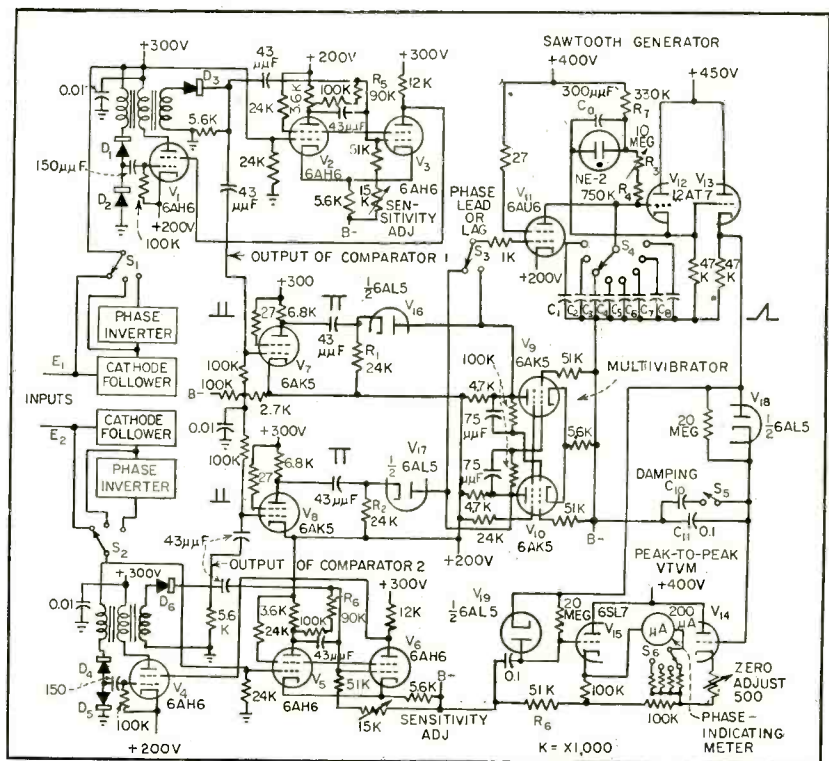 +300V
0.01
D3
43 μμF
+200V
3.6K
R5
100K
90K
+300V
12K
24K
5.6K
43μμF
D1
150μμF
D2
V1
6AH6
+200V
100K
24K
V2
6AH6
51K
V3
6AH6
43 μμF
5.6K
15 K
B-
SEN-
SITIVITY
ADJ
OUTPUT OF COMPARATOR 1
S1
PHASE
INVERTER
CATHODE
FOLLOWER
E1
INPUTS
E2
CATHODE
FOLLOWER
PHASE
INVERTER
S2
SAWTOOTH GENERATOR
+400V
300μμF
C9
330K
R7
10 MEG
+450V
27
NE-2
750K
R3
R4
V12
V13
12AT7
V11
6AU6
+200V
1K
PHASE
LEAD
OR
LAG
S3
S4
C1
C2
C3
C4
C5
C6
C7
C8
47 K
47 K
+300
27
6.8K
43 μμF
1/2 6AL5
V16
R1
24K
V7
6AK5
100K
100K
B-
2.7K
0.01
100K
+300V
27
6.8K
43μμF
V17
1/2 6AL5
R2
24K
V8
6AK5
43μμF
V9
6AK5
51K
100K
4.7K
75 μμF
75 μμF
4.7K
24K
5.6K
MULTIVIBRATOR
V10
6AK5
51K
+200V
B-
20 MEG
V18
1/2 6AL5
DAMPING
C10
S5
C11
0.1
OUTPUT OF COMPARATOR 2
+300V
0.01
D6
5.6 K
D4
150
D5
100K
V4
6AH6
+200V
3.6K
R6
100K
90K
43μμF
24K
24K
V5
6AH6
+300V
12K
V6
6AH6
51K
5.6K
B-
15K
SENSITIVITY
ADJ
PEAK-TO-PEAK
VTVM
+400V
V19
1/2 6AL5
20 MEG
0.1
V15
6SL7
200 μA
μA
V14
S6
100K
51K
R6
100K
ZERO
ADJUST
500
PHASE-
INDICATING
METER
K = X1,000